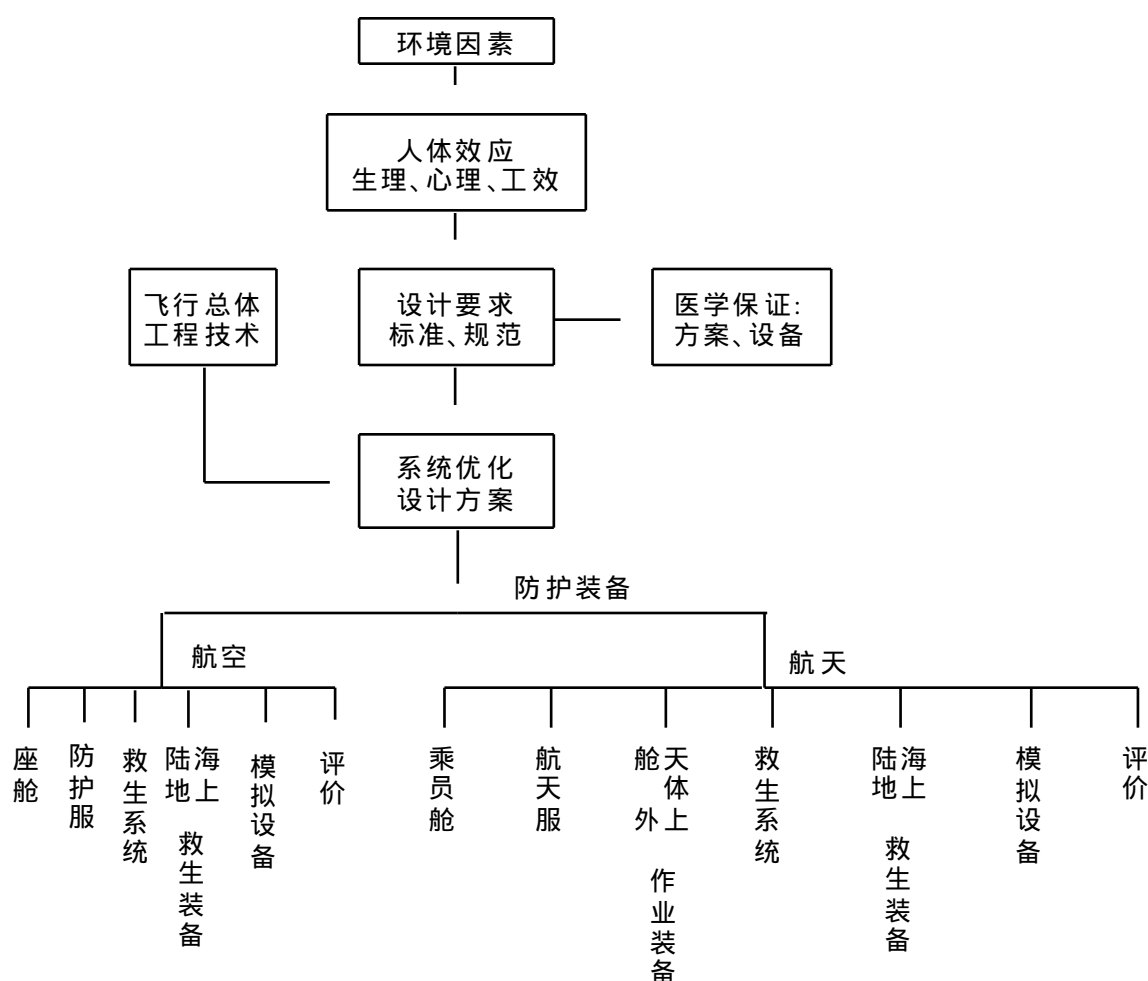 环境因素
人体效应
生理、心理、工效
飞行总体
工程技术
设计要求
标准、规范
医学保证:
方案、设备
系统优化
设计方案
防护装备
航空
航天
座舱
防护服
救生系统
陆地
海上
救生装备
模拟设备
评价
乘员舱
航天服
舱外
天体上
作业装备
救生系统
陆地
海上
救生装备
模拟设备
评价